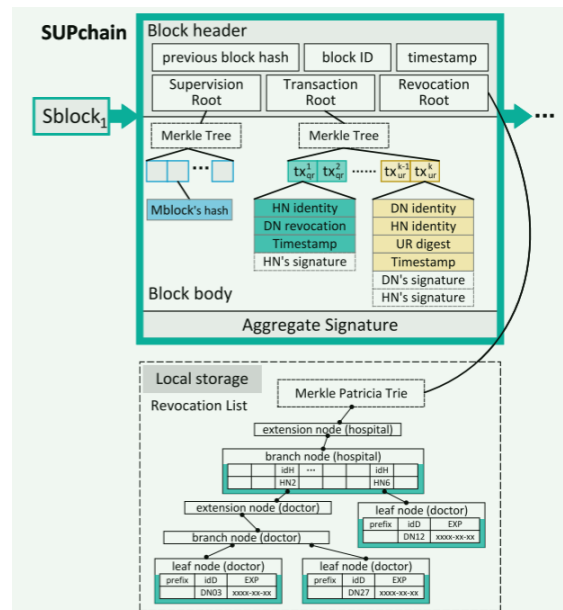 SUPchain
Block header
previous block hash
block ID
timestamp
Supervision Root
Transaction Root
Revocation Root
Sblock1
...
Merkle Tree
Merkle Tree
...
tx1qr
tx2qr
......
txk-1ur
txkur
Mblock's hash
HN identity
DN revocation
Timestamp
HN's signature
DN identity
HN identity
UR digest
Timestamp
DN's signature
HN's signature
Block body
Aggregate Signature
Local storage
Revocation List
Merkle Patricia Trie
extension node (hospital)
branch node (hospital)
idH ... idH
HN2 HN6
extension node (doctor)
branch node (doctor)
leaf node (doctor)
prefix idD EXP
DN12 xxxx-xx-xx
leaf node (doctor)
prefix idD EXP
DN03 xxxx-xx-xx
leaf node (doctor)
prefix idD EXP
DN27 xxxx-xx-xx